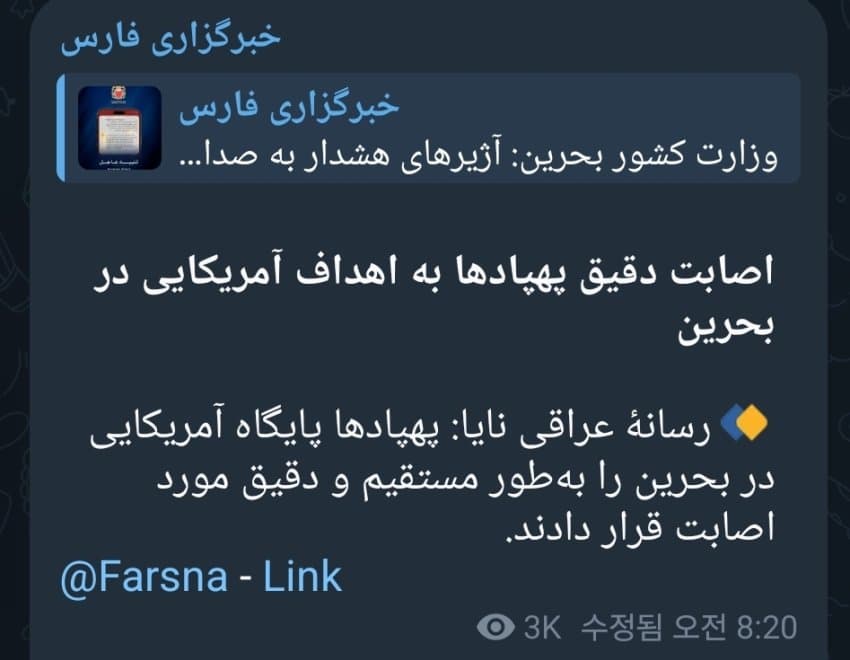 خبرگزاری فارس
خبرگزاری فارس
وزارت کشور بحرین: آژیرهای هشدار به صدا...
اصابت دقیق پهپادها به اهداف آمریکایی در
بحرین
رسانهٔ عراقی نایا: پهپادها پایگاه آمریکایی
در بحرین را به‌طور مستقیم و دقیق مورد
اصابت قرار دادند.
@Farsna - Link
3K 수정됨 오전 8:20